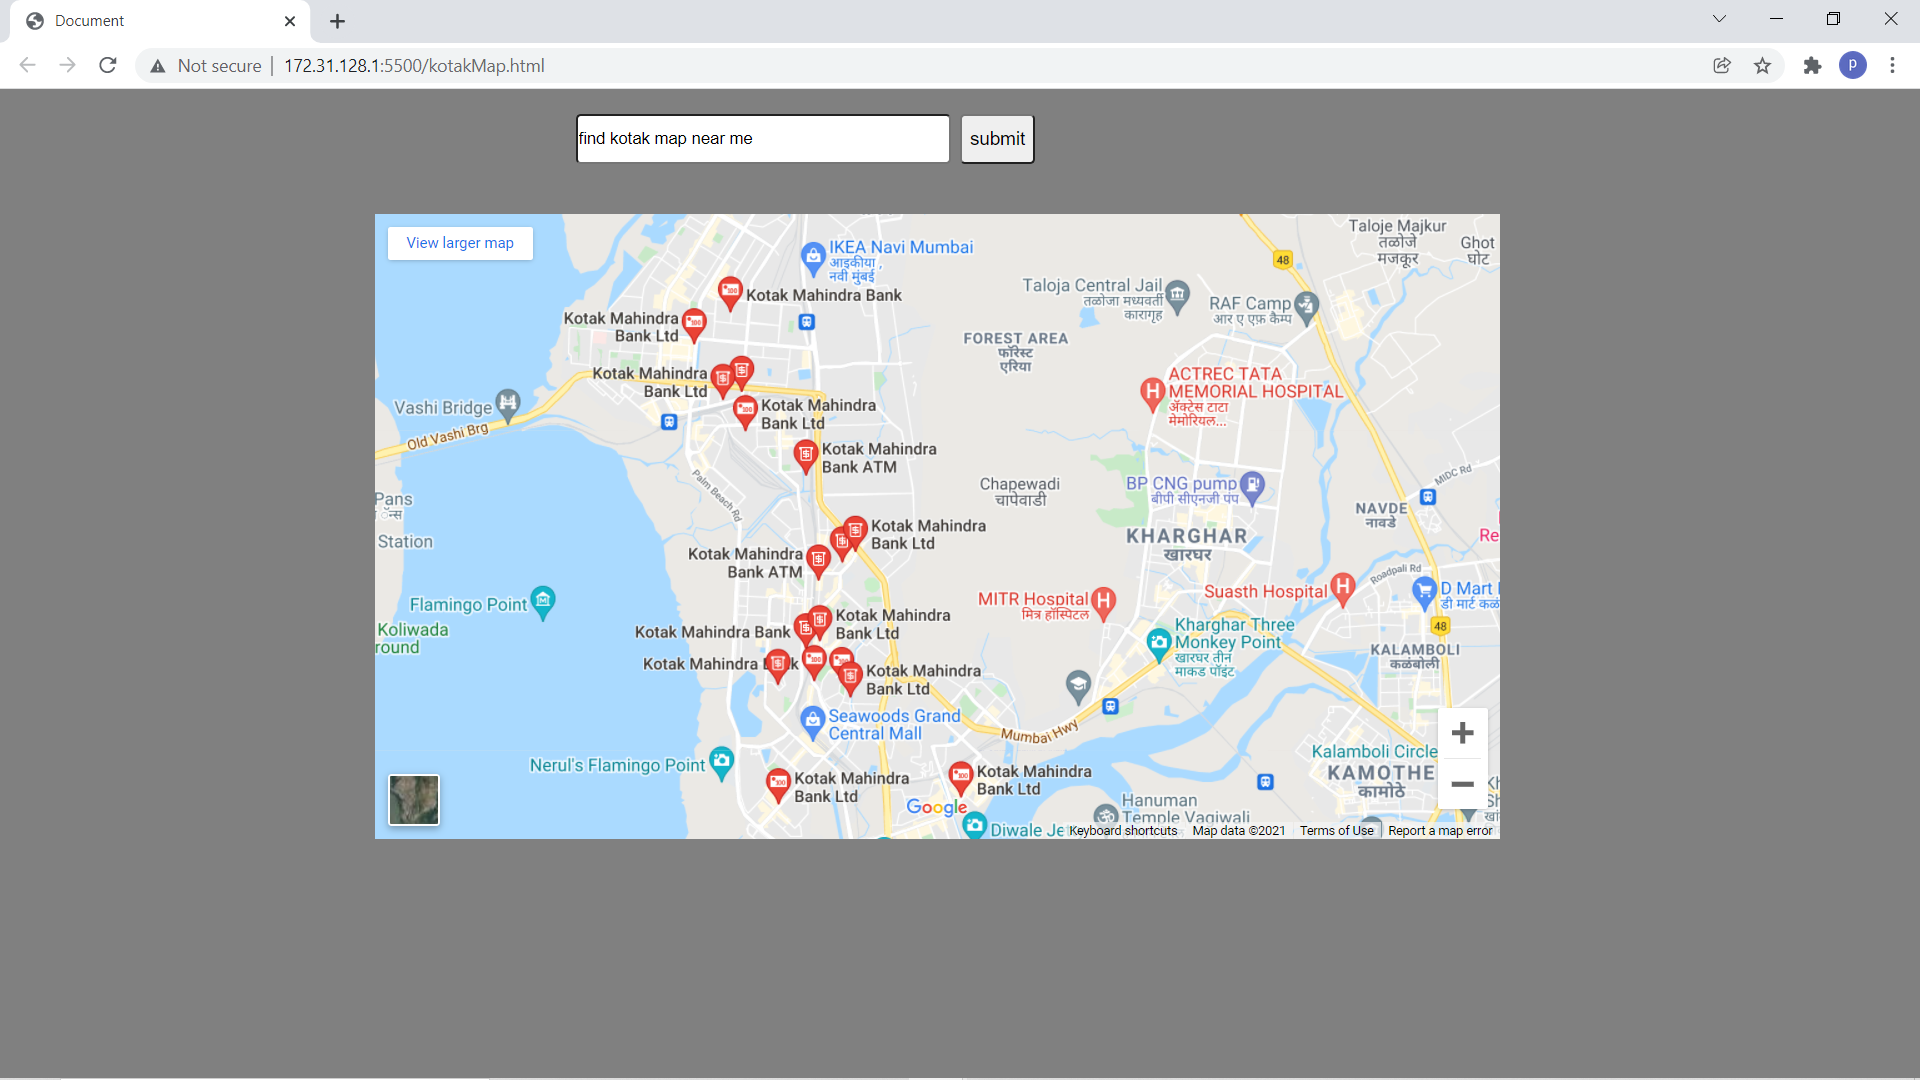 Document
Not secure
172.31.128.1:5500/kotakMap.html
P
find kotak map near me
submit
View larger map
IKEA Navi Mumbai
आइकीया ,
नवी मुंबई
Taloje Majkur
तळोजे
मजकूर
Ghot
घोट
48
Kotak Mahindra Bank
Taloja Central Jail
तळोजा मध्यवर्ती
कारागृह
RAF Camp
आर ए एफ़ कैम्प
Kotak Mahindra
Bank Ltd
FOREST AREA
फॉरेस्ट
एरिया
Kotak Mahindra
Bank Ltd
ACTREC TATA
MEMORIAL HOSPITAL
ॲक्टेस टाटा
मेमोरियल...
Vashi Bridge
Old Vashi Brg
Kotak Mahindra
Bank Ltd
Kotak Mahindra
Bank ATM
Palm Beach Rd
Chapewadi
चापेवाडी
BP CNG pump
बीपी सीएनजी पंप
MIDC Rd
NAVDE
नावडे
Pans
Station
Kotak Mahindra
Bank Ltd
KHARGHAR
खारघर
Re
Kotak Mahindra
Bank ATM
Roadpali Rd
Flamingo Point
MITR Hospital
मित्र हॉस्पिटल
Suasth Hospital
D Mart
डी मार्ट कळं
Koliwada
round
Kotak Mahindra Bank
Kotak Mahindra
Bank Ltd
Kharghar Three
Monkey Point
खारघर तीन
माकड पॉइंट
48
KALAMBOLI
कळंबोली
Kotak Mahindra
Kotak Mahindra
Bank Ltd
Seawoods Grand
Central Mall
Mumbai Hwy
Nerul's Flamingo Point
Kotak Mahindra
Bank Ltd
Kotak Mahindra
Bank Ltd
Kalamboli Circle
KAMOTHE
कामोठे
Google
Hanuman
Temple Vaqiwali
Diwale Je
Keyboard shortcuts
Map data ©2021
Terms of Use
Report a map error